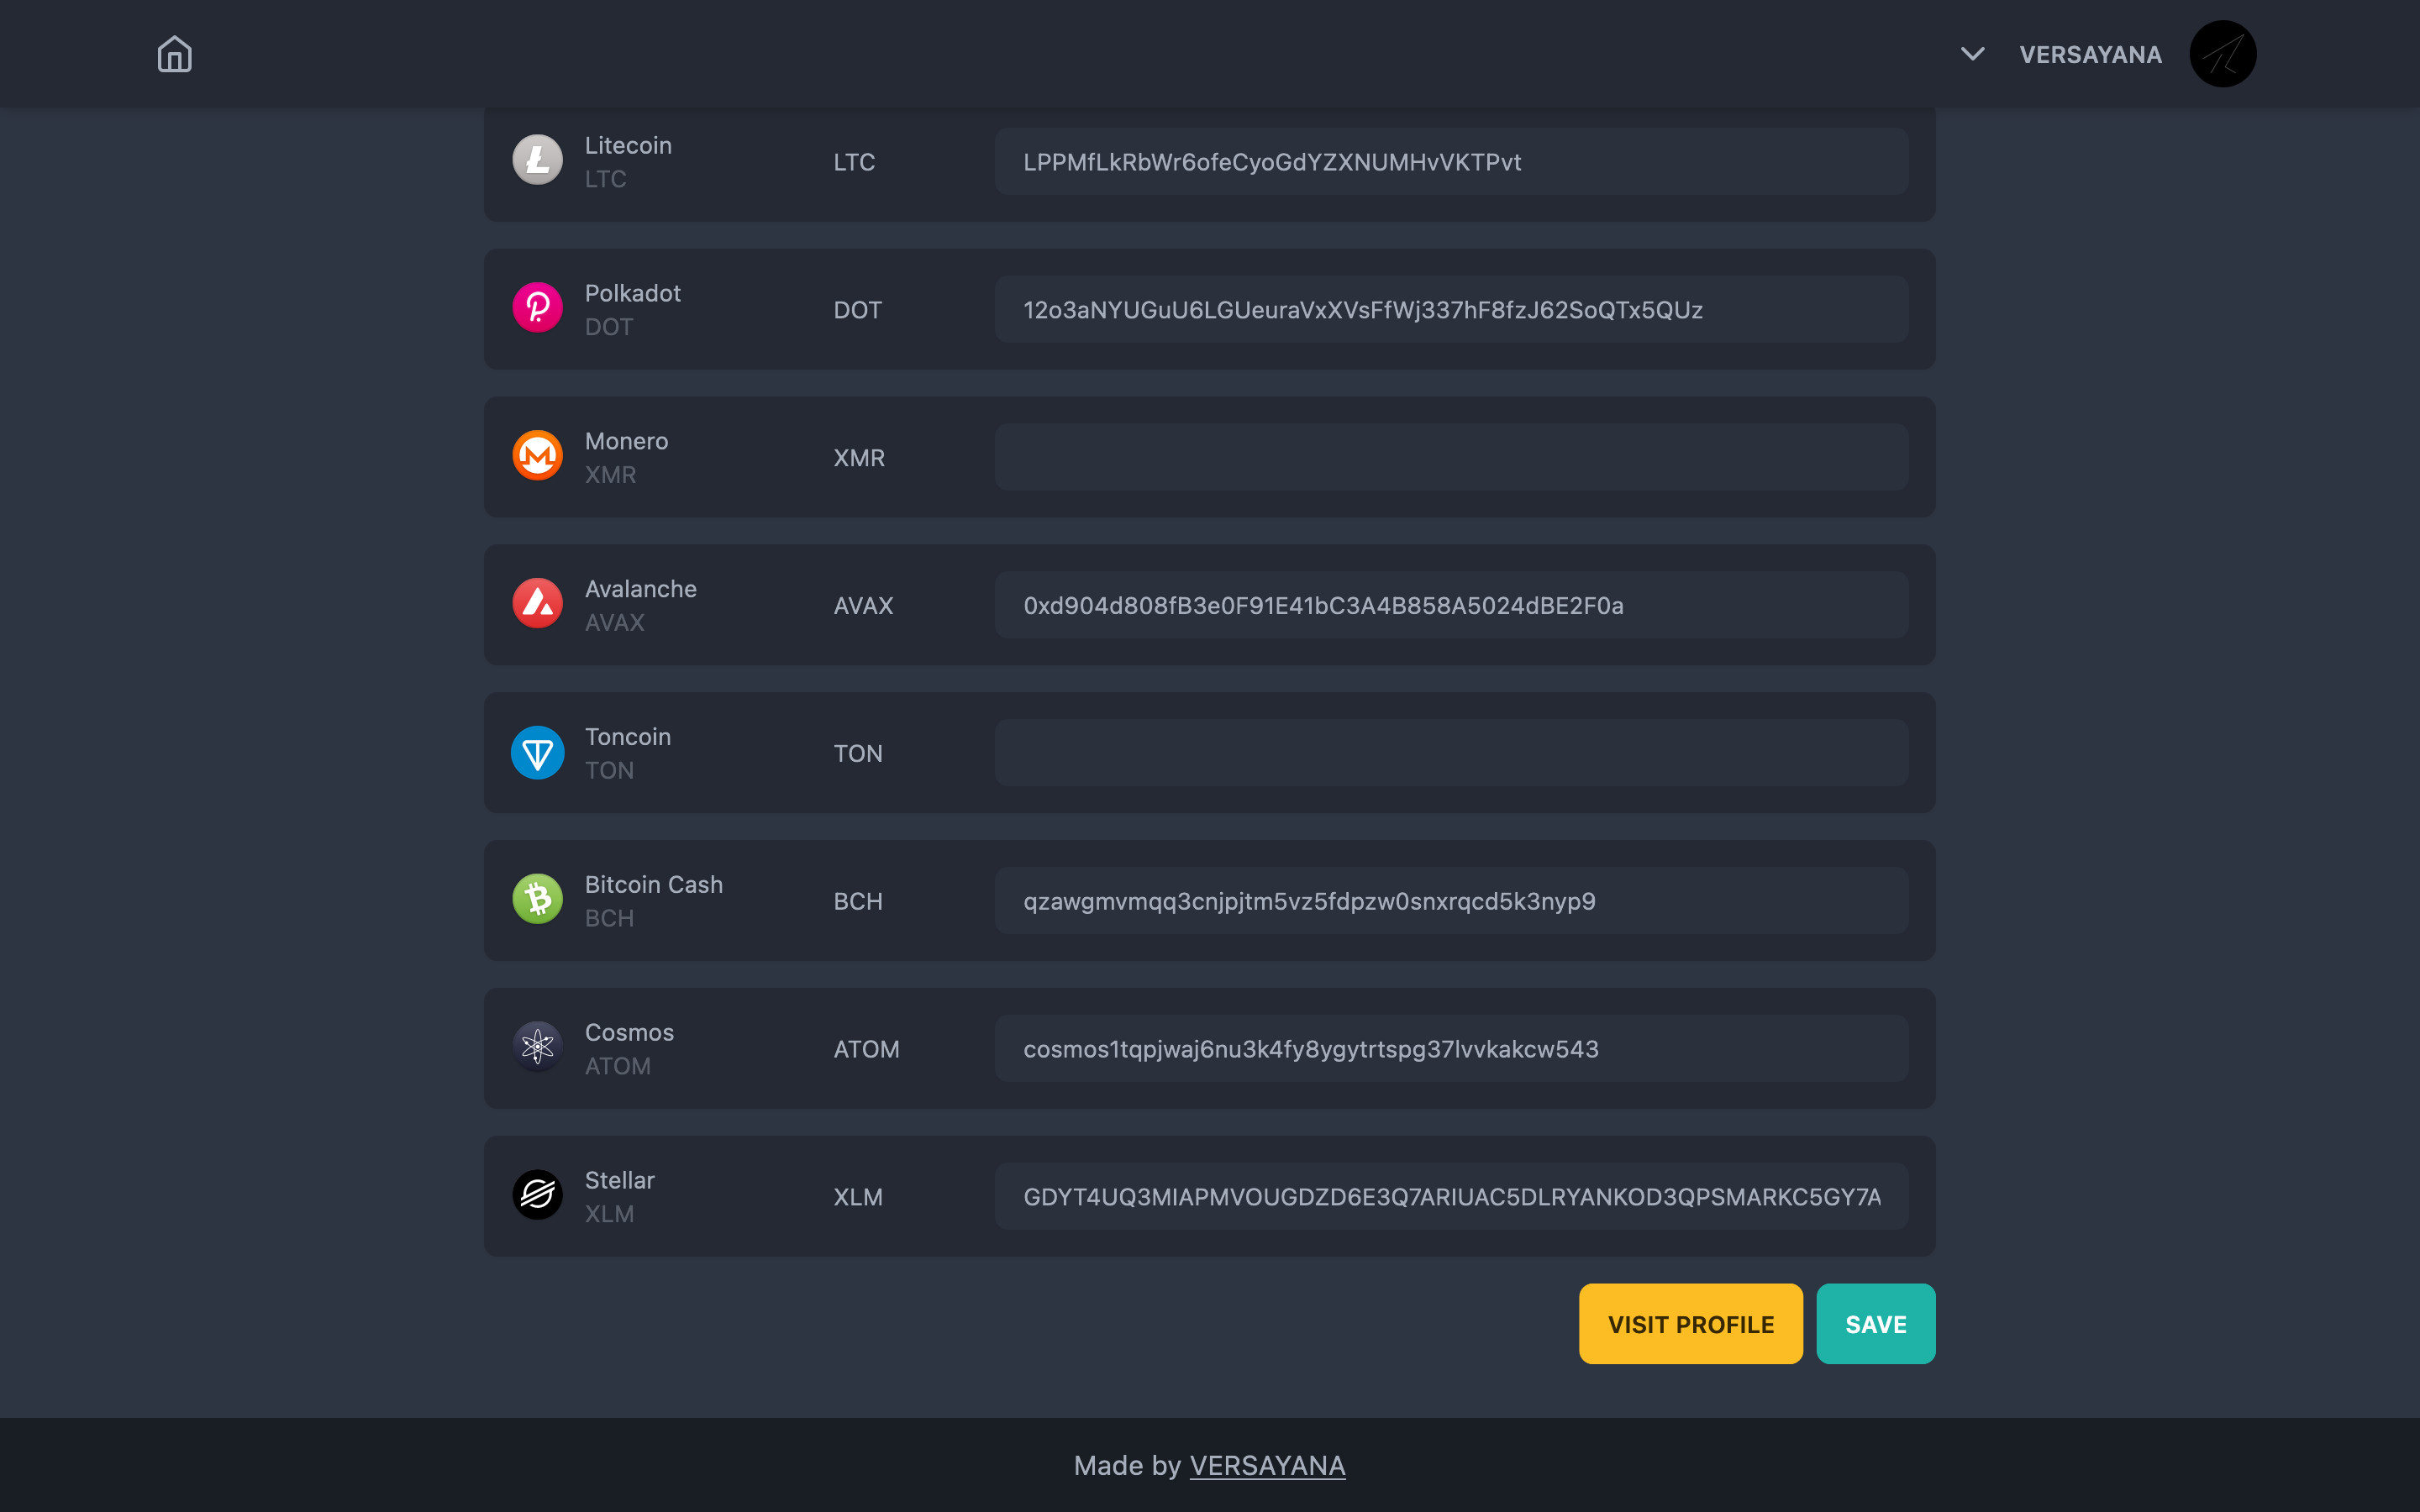 VERSAYANA
Litecoin
LTC
LTC
LPPMfLkRbWr6ofeCyoGdYZXNUMHvVKTPvt
Polkadot
DOT
DOT
12o3aNYUGuU6LGUeuraVxXVsFfWj337hF8fzJ62SoQTx5QUz
Monero
XMR
XMR
Avalanche
AVAX
AVAX
0xd904d808fB3e0F91E41bC3A4B858A5024dBE2F0a
Toncoin
TON
TON
Bitcoin Cash
BCH
BCH
qzawgmvmqq3cnjpjtm5vz5fdpzw0snxrqcd5k3nyp9
Cosmos
ATOM
ATOM
cosmos1tqpjwaj6nu3k4fy8ygytrtspg37lvvkakcw543
Stellar
XLM
XLM
GDYT4UQ3MIAPMVOUGDZD6E3Q7ARIUAC5DLRYANKOD3QPSMARKC5GY7A
VISIT PROFILE
SAVE
Made by VERSAYANA